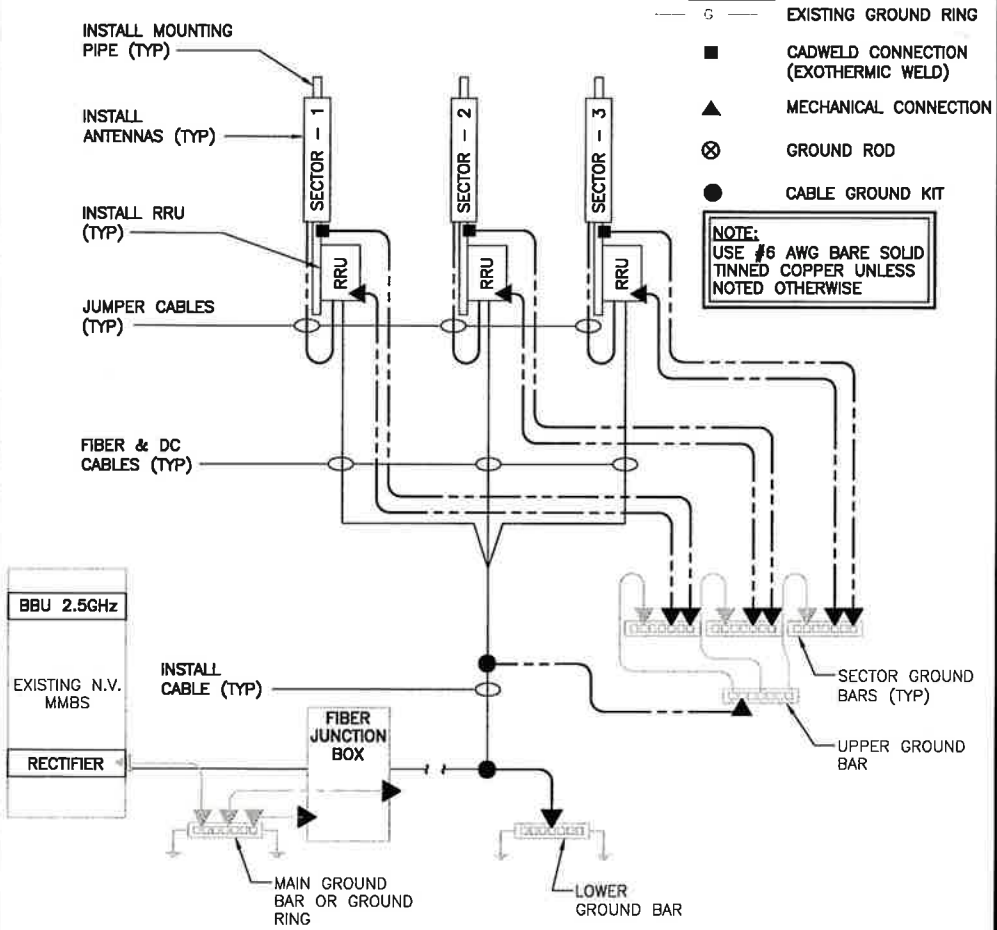 G
EXISTING GROUND RING
CADWELD CONNECTION
(EXOTHERMIC WELD)
MECHANICAL CONNECTION
GROUND ROD
CABLE GROUND KIT
NOTE:
USE #6 AWG BARE SOLID
TINNED COPPER UNLESS
NOTED OTHERWISE
INSTALL MOUNTING
PIPE (TYP)
INSTALL
ANTENNAS (TYP)
SECTOR - 1
SECTOR - 2
SECTOR - 3
INSTALL RRU
(TYP)
RRU
RRU
RRU
JUMPER CABLES
(TYP)
FIBER & DC
CABLES (TYP)
BBU 2.5GHz
EXISTING N.V.
MMBS
RECTIFIER
INSTALL
CABLE (TYP)
FIBER
JUNCTION
BOX
SECTOR GROUND
BARS (TYP)
UPPER GROUND
BAR
MAIN GROUND
BAR OR GROUND
RING
LOWER
GROUND BAR